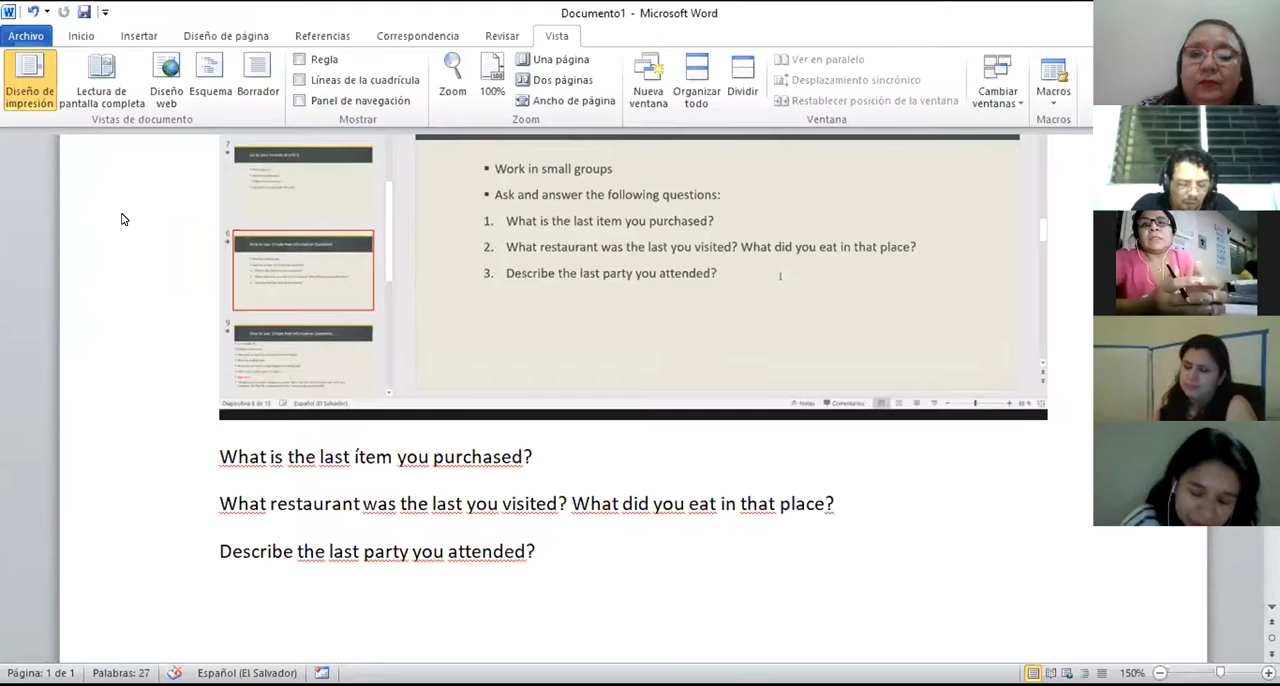 Documento1 - Microsoft Word
Archivo Inicio Insertar Diseño de página Referencias Correspondencia Revisar Vista
Diseño de impresión
Lectura de pantalla completa
Diseño web
Esquema
Borrador
Vistas de documento
Regla
Líneas de la cuadrícula
Panel de navegación
Mostrar
Zoom
100%
Una página
Dos páginas
Ancho de página
Zoom
Nueva ventana
Organizar todo
Dividir
Ver en paralelo
Desplazamiento sincrónico
Restablecer posición de la ventana
Ventana
Cambiar ventanas
Macros
Macros
7
9
▪ Work in small groups
▪ Ask and answer the following questions:
1. What is the last item you purchased?
2. What restaurant was the last you visited? What did you eat in that place?
3. Describe the last party you attended?
Español (El Salvador)
Notas Comentarios
What is the last ítem you purchased?
What restaurant was the last you visited? What did you eat in that place?
Describe the last party you attended?
Página: 1 de 1 Palabras: 27 Español (El Salvador) 150%